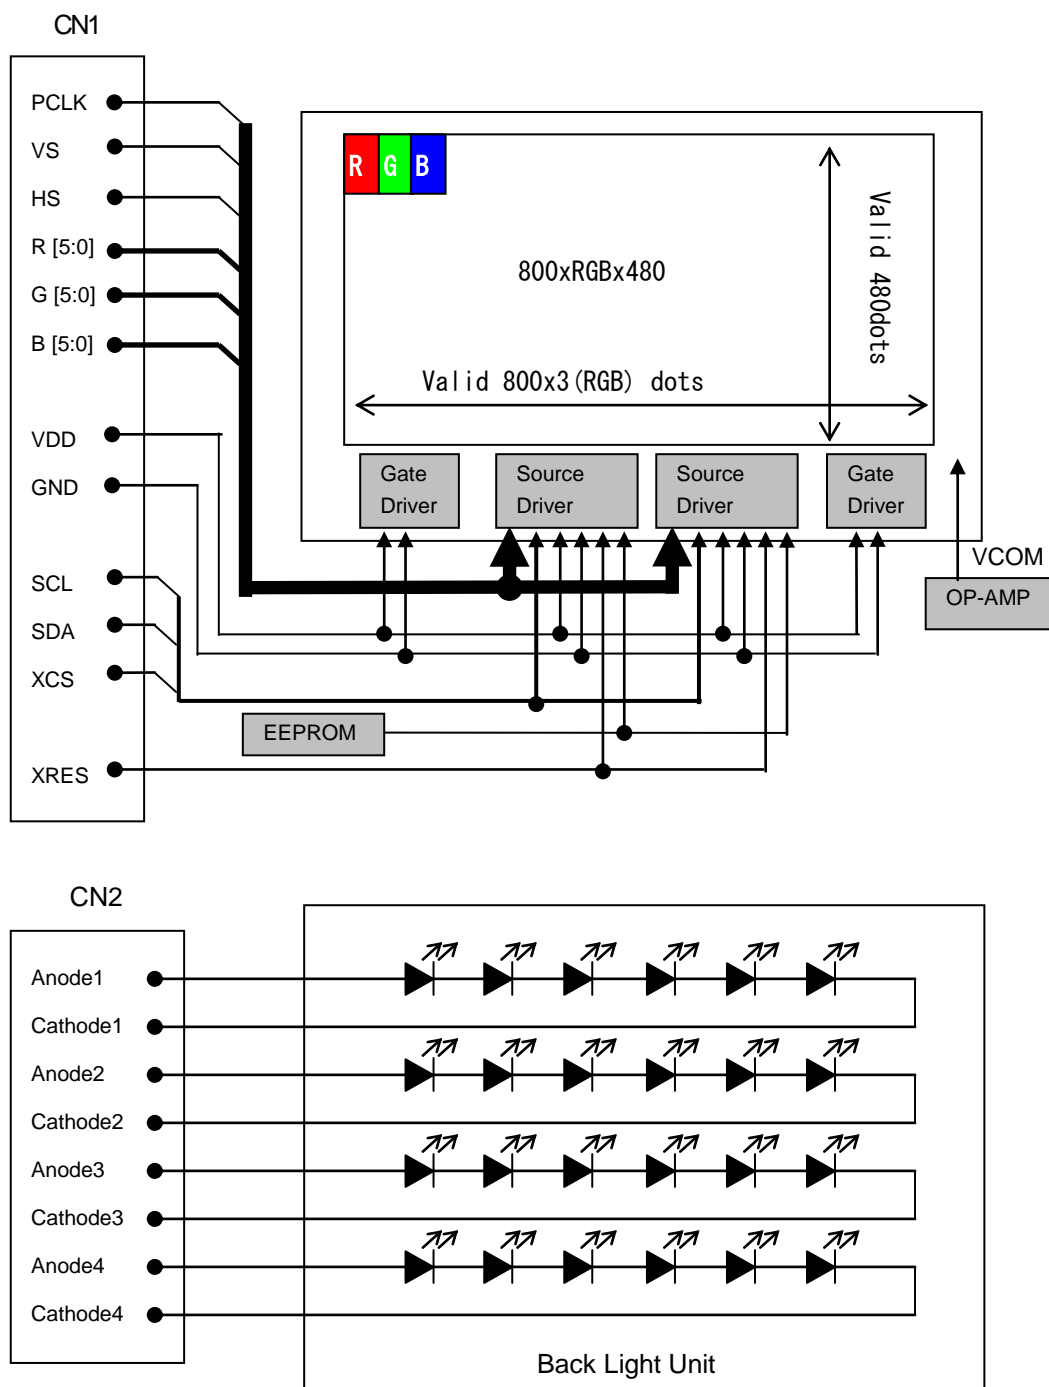 CN1
PCLK
VS
HS
R [5:0]
G [5:0]
B [5:0]
VDD
GND
SCL
SDA
XCS
XRES
R G B
800xRGBx480
Valid 480dots
Valid 800x3(RGB) dots
Gate
Driver
Source
Driver
Source
Driver
Gate
Driver
VCOM
OP-AMP
EEPROM
CN2
Anode1
Cathode1
Anode2
Cathode2
Anode3
Cathode3
Anode4
Cathode4
Back Light Unit